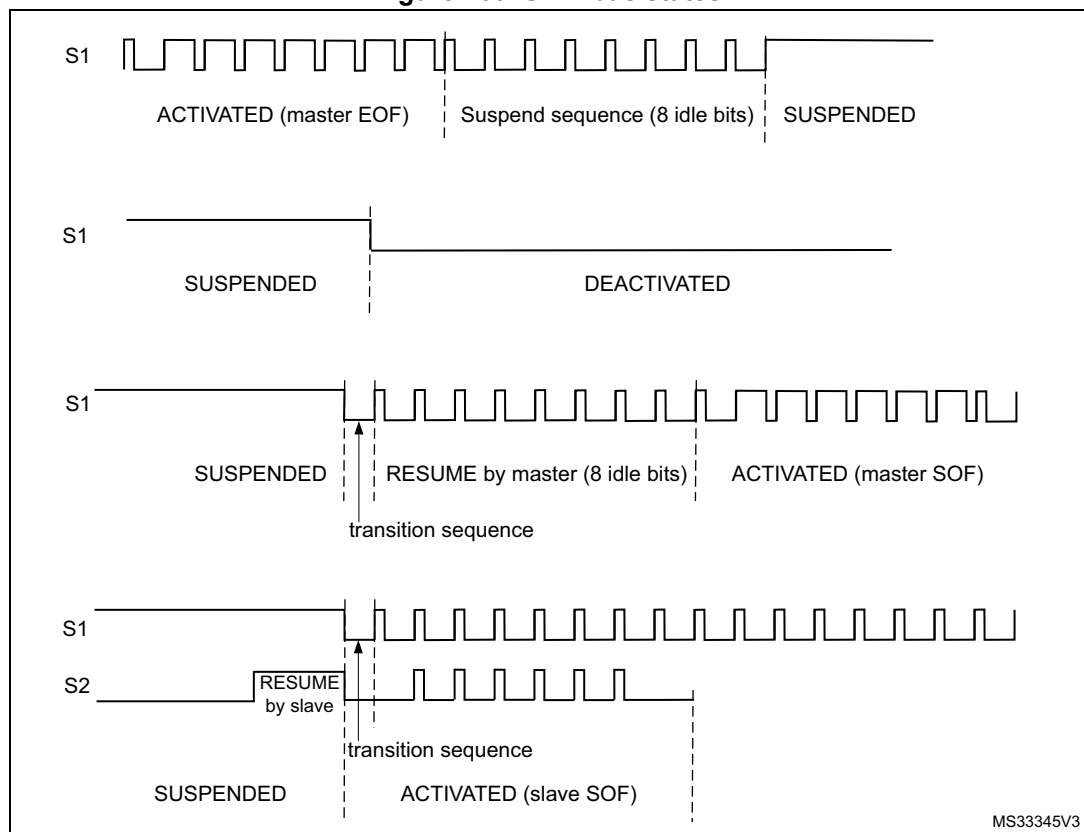 S1
ACTIVATED (master EOF) Suspend sequence (8 idle bits) SUSPENDED
S1
SUSPENDED DEACTIVATED
S1
SUSPENDED RESUME by master (8 idle bits) ACTIVATED (master SOF)
transition sequence
S1
S2
RESUME
by slave
transition sequence
SUSPENDED ACTIVATED (slave SOF)
MS33345V3